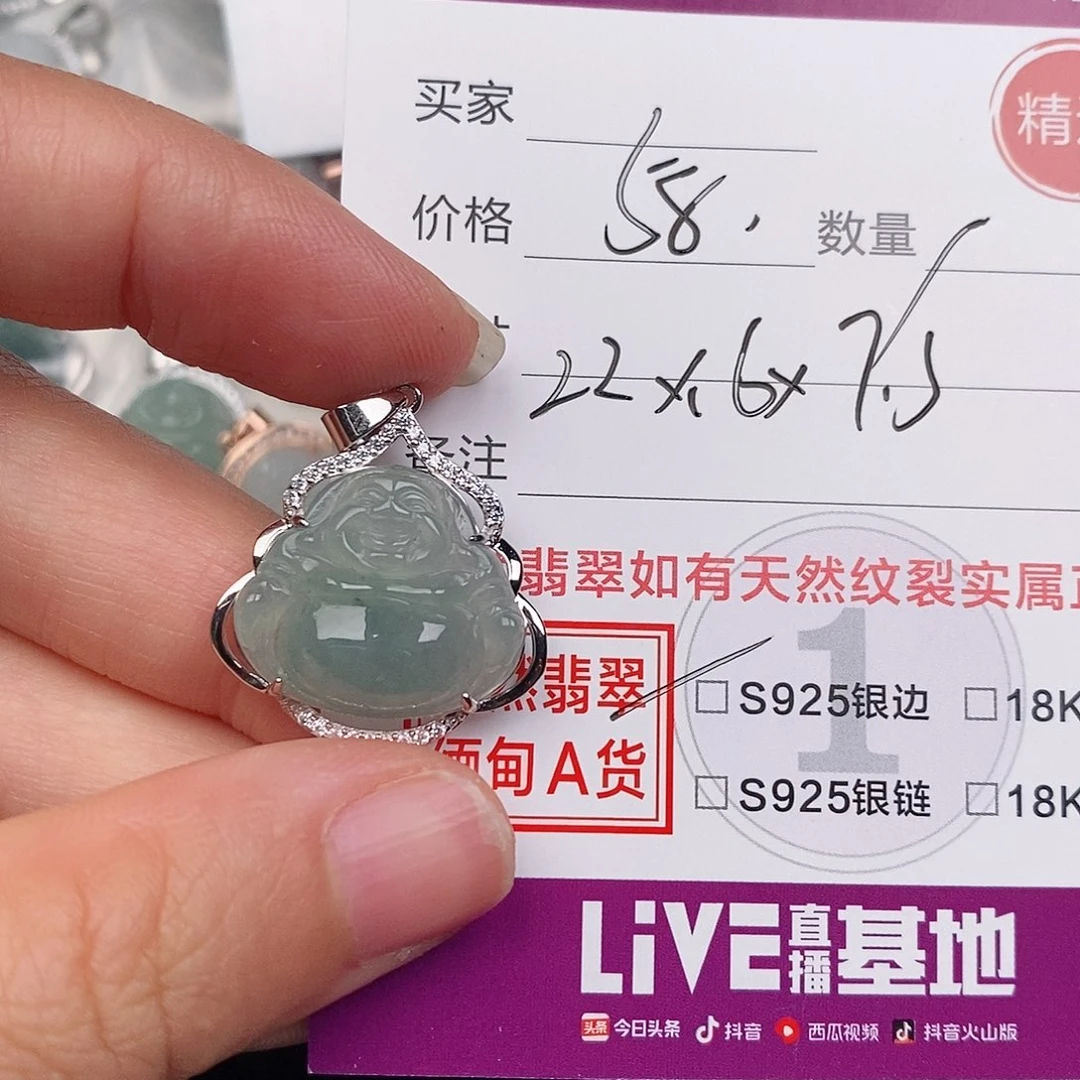 买家
精
价格 58. 数量
22×16×7.5
备注
翡翠如有天然纹裂实属
然翡翠
缅甸A货
1
S925银边 18K
S925银链 18K
LiVE直播基地
头条 今日头条 抖音 西瓜视频 抖音火山版